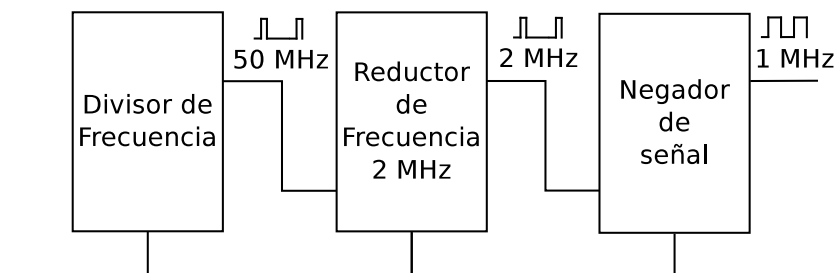 Divisor de
Frecuencia
50 MHz
Reductor
de
Frecuencia
2 MHz
2 MHz
Negador
de
señal
1 MHz